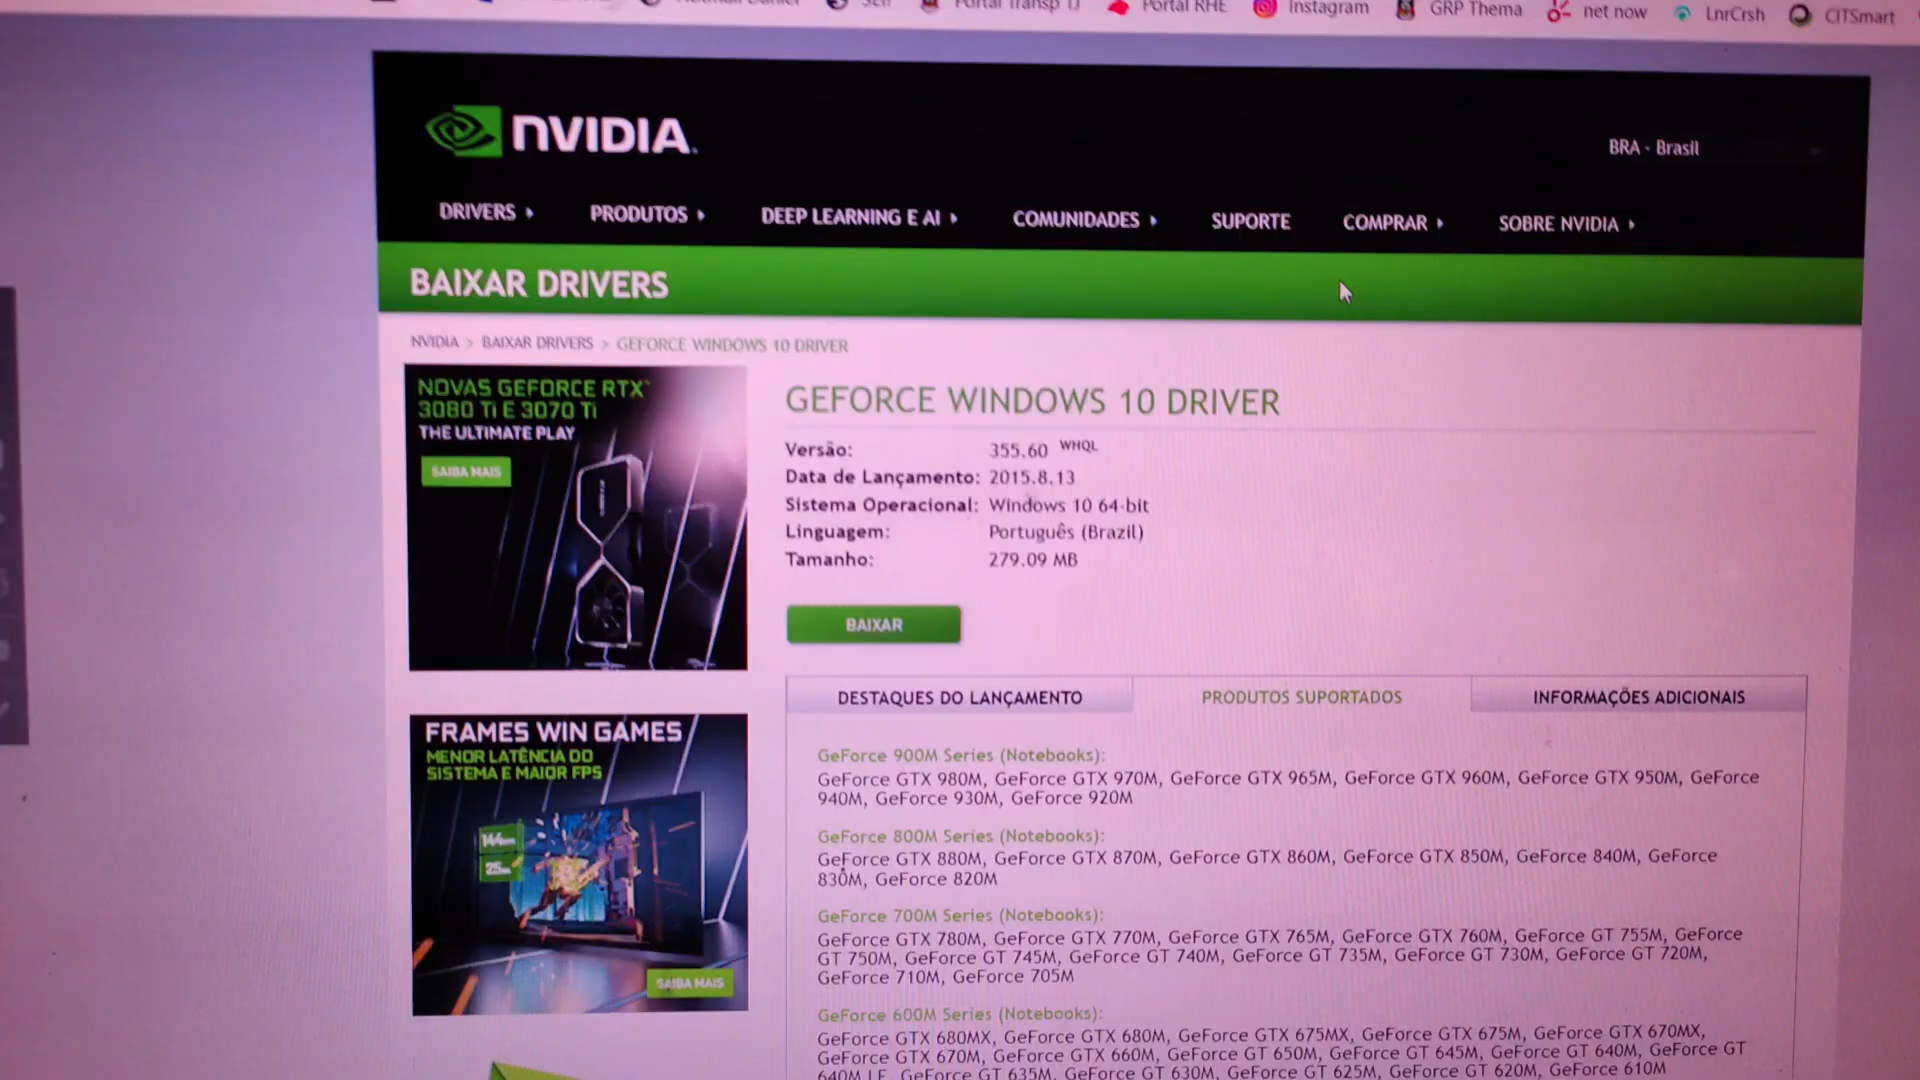 Portal RHE
Instagram
GRP Thema
net now
LnrCrsh
CITSmart
NVIDIA.
BRA - Brasil
DRIVERS
PRODUTOS
DEEP LEARNING E AI
COMUNIDADES
SUPORTE
COMPRAR
SOBRE NVIDIA
BAIXAR DRIVERS
NVIDIA > BAIXAR DRIVERS > GEFORCE WINDOWS 10 DRIVER
NOVAS GEFORCE RTX™
3080 Ti E 3070 Ti
THE ULTIMATE PLAY
SAIBA MAIS
FRAMES WIN GAMES
MENOR LATÊNCIA DO
SISTEMA E MAIOR FPS
SAIBA MAIS
GEFORCE WINDOWS 10 DRIVER
Versão: 355.60 WHQL
Data de Lançamento: 2015.8.13
Sistema Operacional: Windows 10 64-bit
Linguagem: Português (Brazil)
Tamanho: 279.09 MB
BAIXAR
DESTAQUES DO LANÇAMENTO
PRODUTOS SUPORTADOS
INFORMAÇÕES ADICIONAIS
GeForce 900M Series (Notebooks):
GeForce GTX 980M, GeForce GTX 970M, GeForce GTX 965M, GeForce GTX 960M, GeForce GTX 950M, GeForce
940M, GeForce 930M, GeForce 920M
GeForce 800M Series (Notebooks):
GeForce GTX 880M, GeForce GTX 870M, GeForce GTX 860M, GeForce GTX 850M, GeForce 840M, GeForce
830M, GeForce 820M
GeForce 700M Series (Notebooks):
GeForce GTX 780M, GeForce GTX 770M, GeForce GTX 765M, GeForce GTX 760M, GeForce GT 755M, GeForce
GT 750M, GeForce GT 745M, GeForce GT 740M, GeForce GT 735M, GeForce GT 730M, GeForce GT 720M,
GeForce 710M, GeForce 705M
GeForce 600M Series (Notebooks):
GeForce GTX 680MX, GeForce GTX 680M, GeForce GTX 675MX, GeForce GTX 675M, GeForce GTX 670MX,
GeForce GTX 670M, GeForce GTX 660M, GeForce GT 650M, GeForce GT 645M, GeForce GT 640M, GeForce GT
640M LE, GeForce GT 635M, GeForce GT 630M, GeForce GT 625M, GeForce GT 620M, GeForce 610M